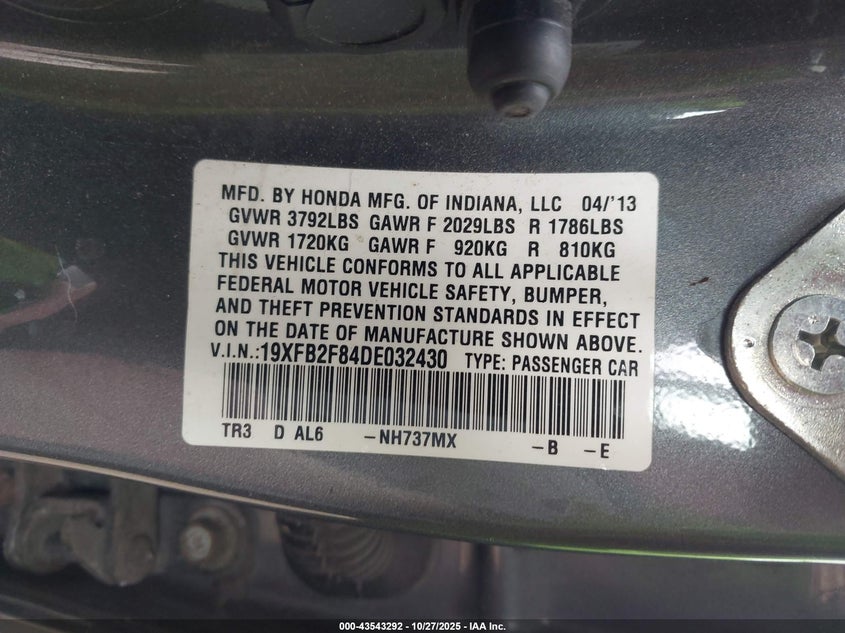 MFD. BY HONDA MFG. OF INDIANA, LLC 04/'13
GVWR 3792LBS GAWR F 2029LBS R 1786LBS
GVWR 1720KG GAWR F 920KG R 810KG
THIS VEHICLE CONFORMS TO ALL APPLICABLE
FEDERAL MOTOR VEHICLE SAFETY, BUMPER,
AND THEFT PREVENTION STANDARDS IN EFFECT
ON THE DATE OF MANUFACTURE SHOWN ABOVE.
V.I.N.:19XFB2F84DE032430 TYPE: PASSENGER CAR
TR3 D AL6 -NH737MX -B -E
000-43543292 - 10/27/2025 - IAA Inc.